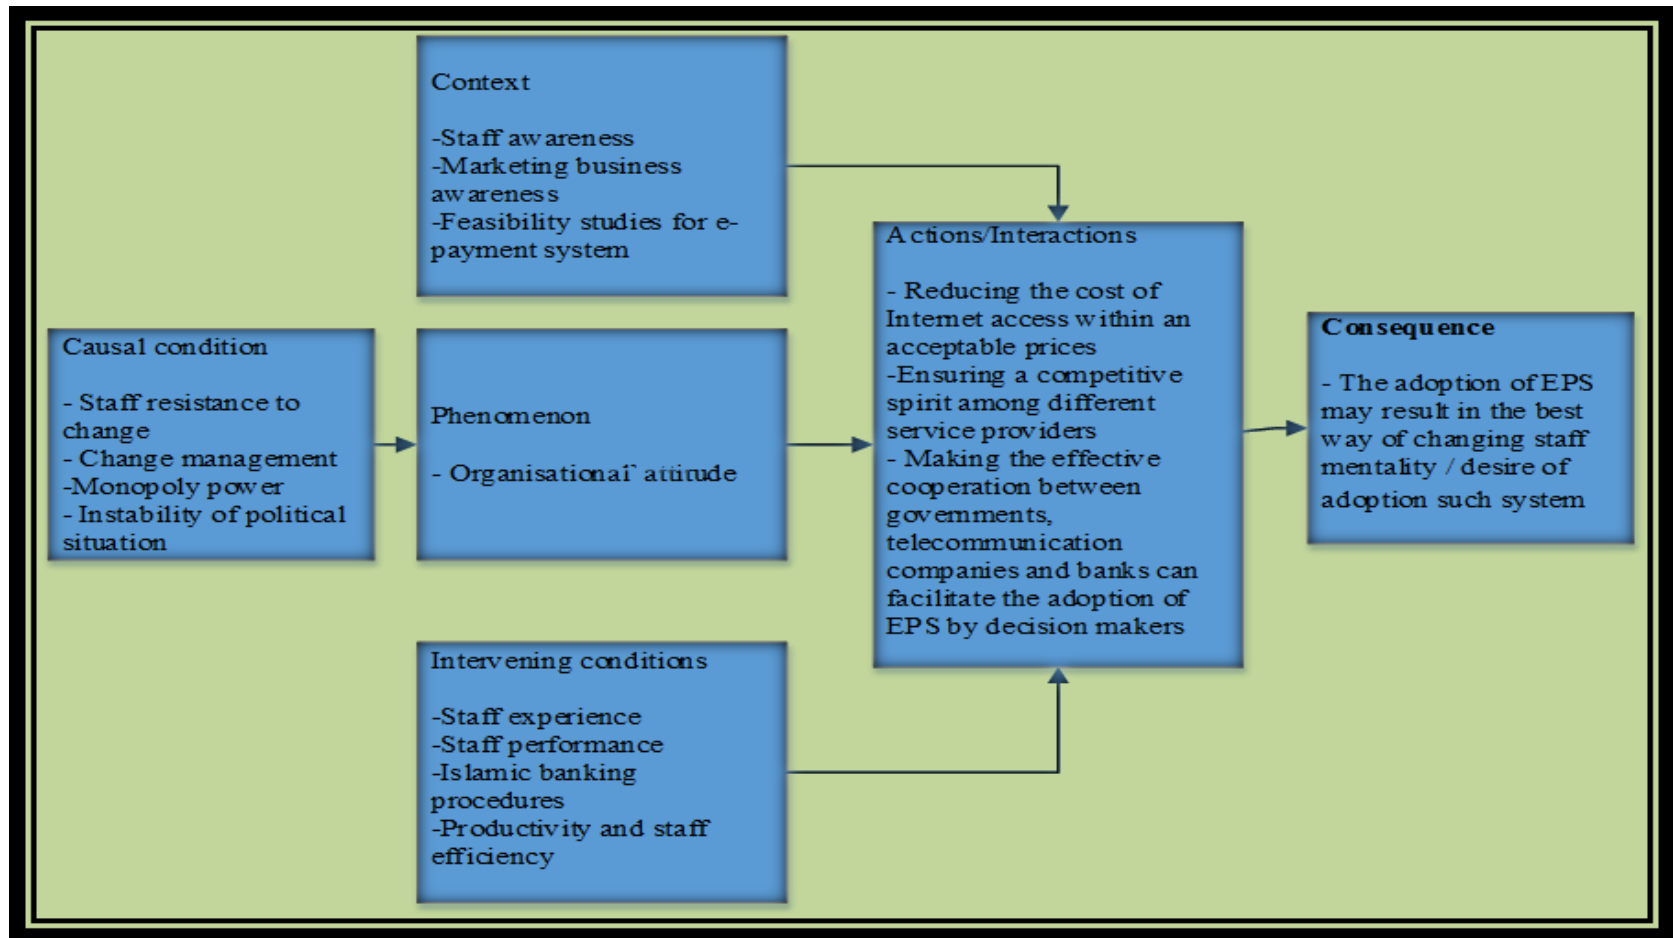 Context
-Staff awareness
-Marketing business
awareness
-Feasibility studies for e-
payment system
Causal condition
- Staff resistance to
change
- Change management
-Monopoly power
- Instability of political
situation
Phenomenon
- Organisational attitude
Intervening conditions
-Staff experience
-Staff performance
-Islamic banking
procedures
-Productivity and staff
efficiency
Actions/Interactions
- Reducing the cost of
Internet access within an
acceptable prices
-Ensuring a competitive
spirit among different
service providers
- Making the effective
cooperation between
governments,
telecommunication
companies and banks can
facilitate the adoption of
EPS by decision makers
Consequence
- The adoption of EPS
may result in the best
way of changing staff
mentality / desire of
adoption such system